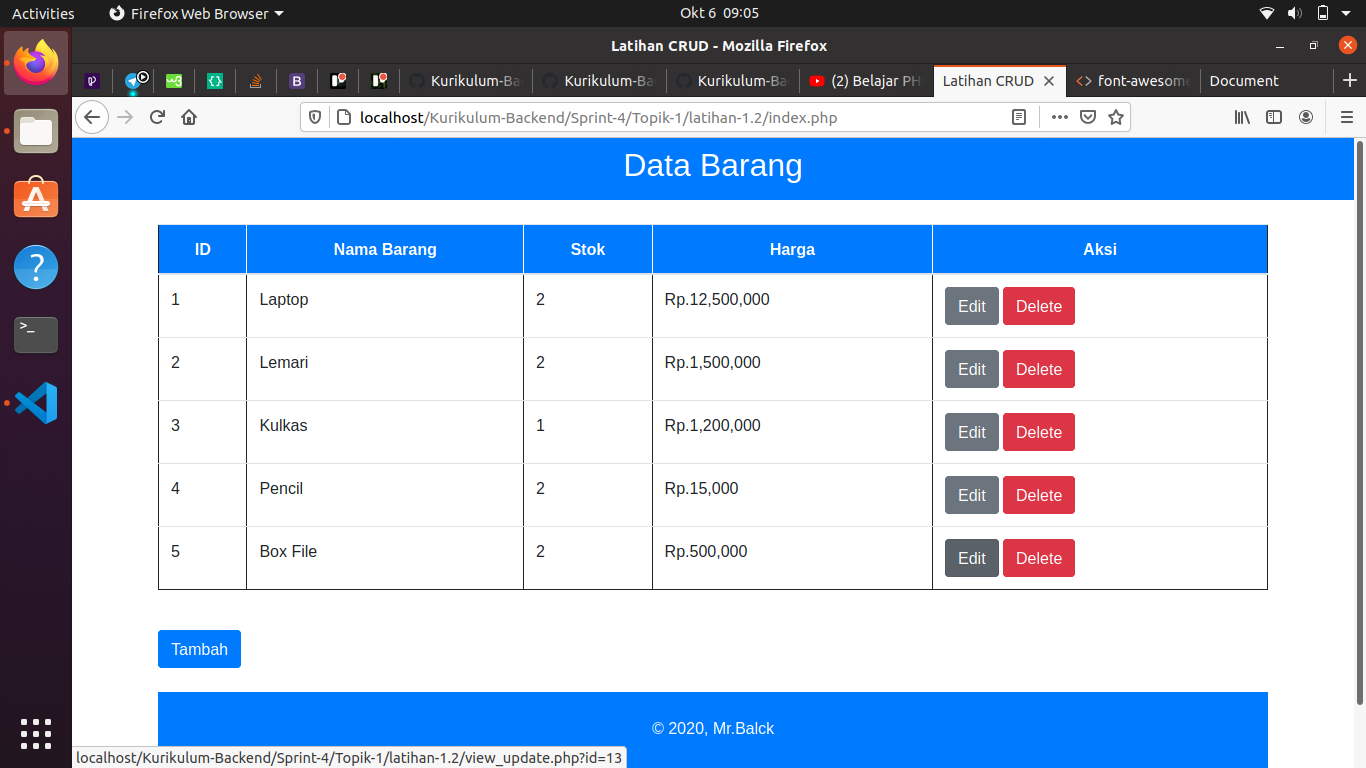 Activities Firefox Web Browser Okt 6 09:05
Latihan CRUD - Mozilla Firefox
Kurikulum-Ba Kurikulum-Ba Kurikulum-Ba (2) Belajar PH Latihan CRUD font-awesome Document
localhost/Kurikulum-Backend/Sprint-4/Topik-1/latihan-1.2/index.php
Data Barang
ID Nama Barang Stok Harga Aksi
1 Laptop 2 Rp.12,500,000 Edit Delete
2 Lemari 2 Rp.1,500,000 Edit Delete
3 Kulkas 1 Rp.1,200,000 Edit Delete
4 Pencil 2 Rp.15,000 Edit Delete
5 Box File 2 Rp.500,000 Edit Delete
Tambah
© 2020, Mr.Balck
localhost/Kurikulum-Backend/Sprint-4/Topik-1/latihan-1.2/view_update.php?id=13